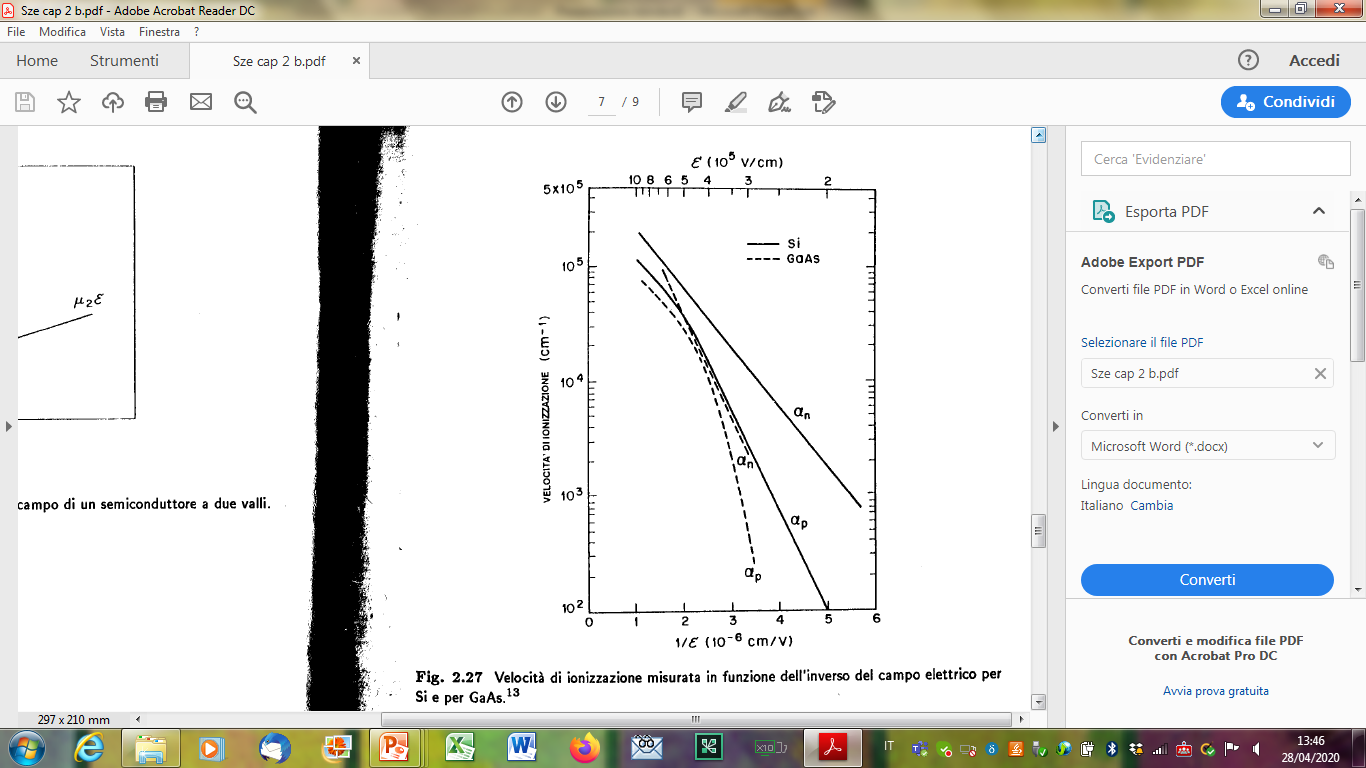 Sze cap 2 b.pdf - Adobe Acrobat Reader DC
File Modifica Vista Finestra ?
Home Strumenti Sze cap 2 b.pdf × ? Accedi
7 / 9 Condividi
μ₂ℰ
campo di un semiconduttore a due valli.
ℰ (10⁵ V/cm)
10 8 6 5 4 3 2
5×10⁵
10⁵
10⁴
10³
10²
VELOCITA' DI IONIZZAZIONE (cm⁻¹)
Si
GaAs
αn
αn
αp
αp
0 1 2 3 4 5 6
1/ℰ (10⁻⁶ cm/V)
Fig. 2.27 Velocità di ionizzazione misurata in funzione dell'inverso del campo elettrico per
Si e per GaAs.¹³
297 x 210 mm
Cerca 'Evidenziare'
Esporta PDF
Adobe Export PDF
Converti file PDF in Word o Excel online
Selezionare il file PDF
Sze cap 2 b.pdf
Converti in
Microsoft Word (*.docx)
Lingua documento:
Italiano Cambia
Converti
Converti e modifica file PDF
con Acrobat Pro DC
Avvia prova gratuita
IT
13:46
28/04/2020